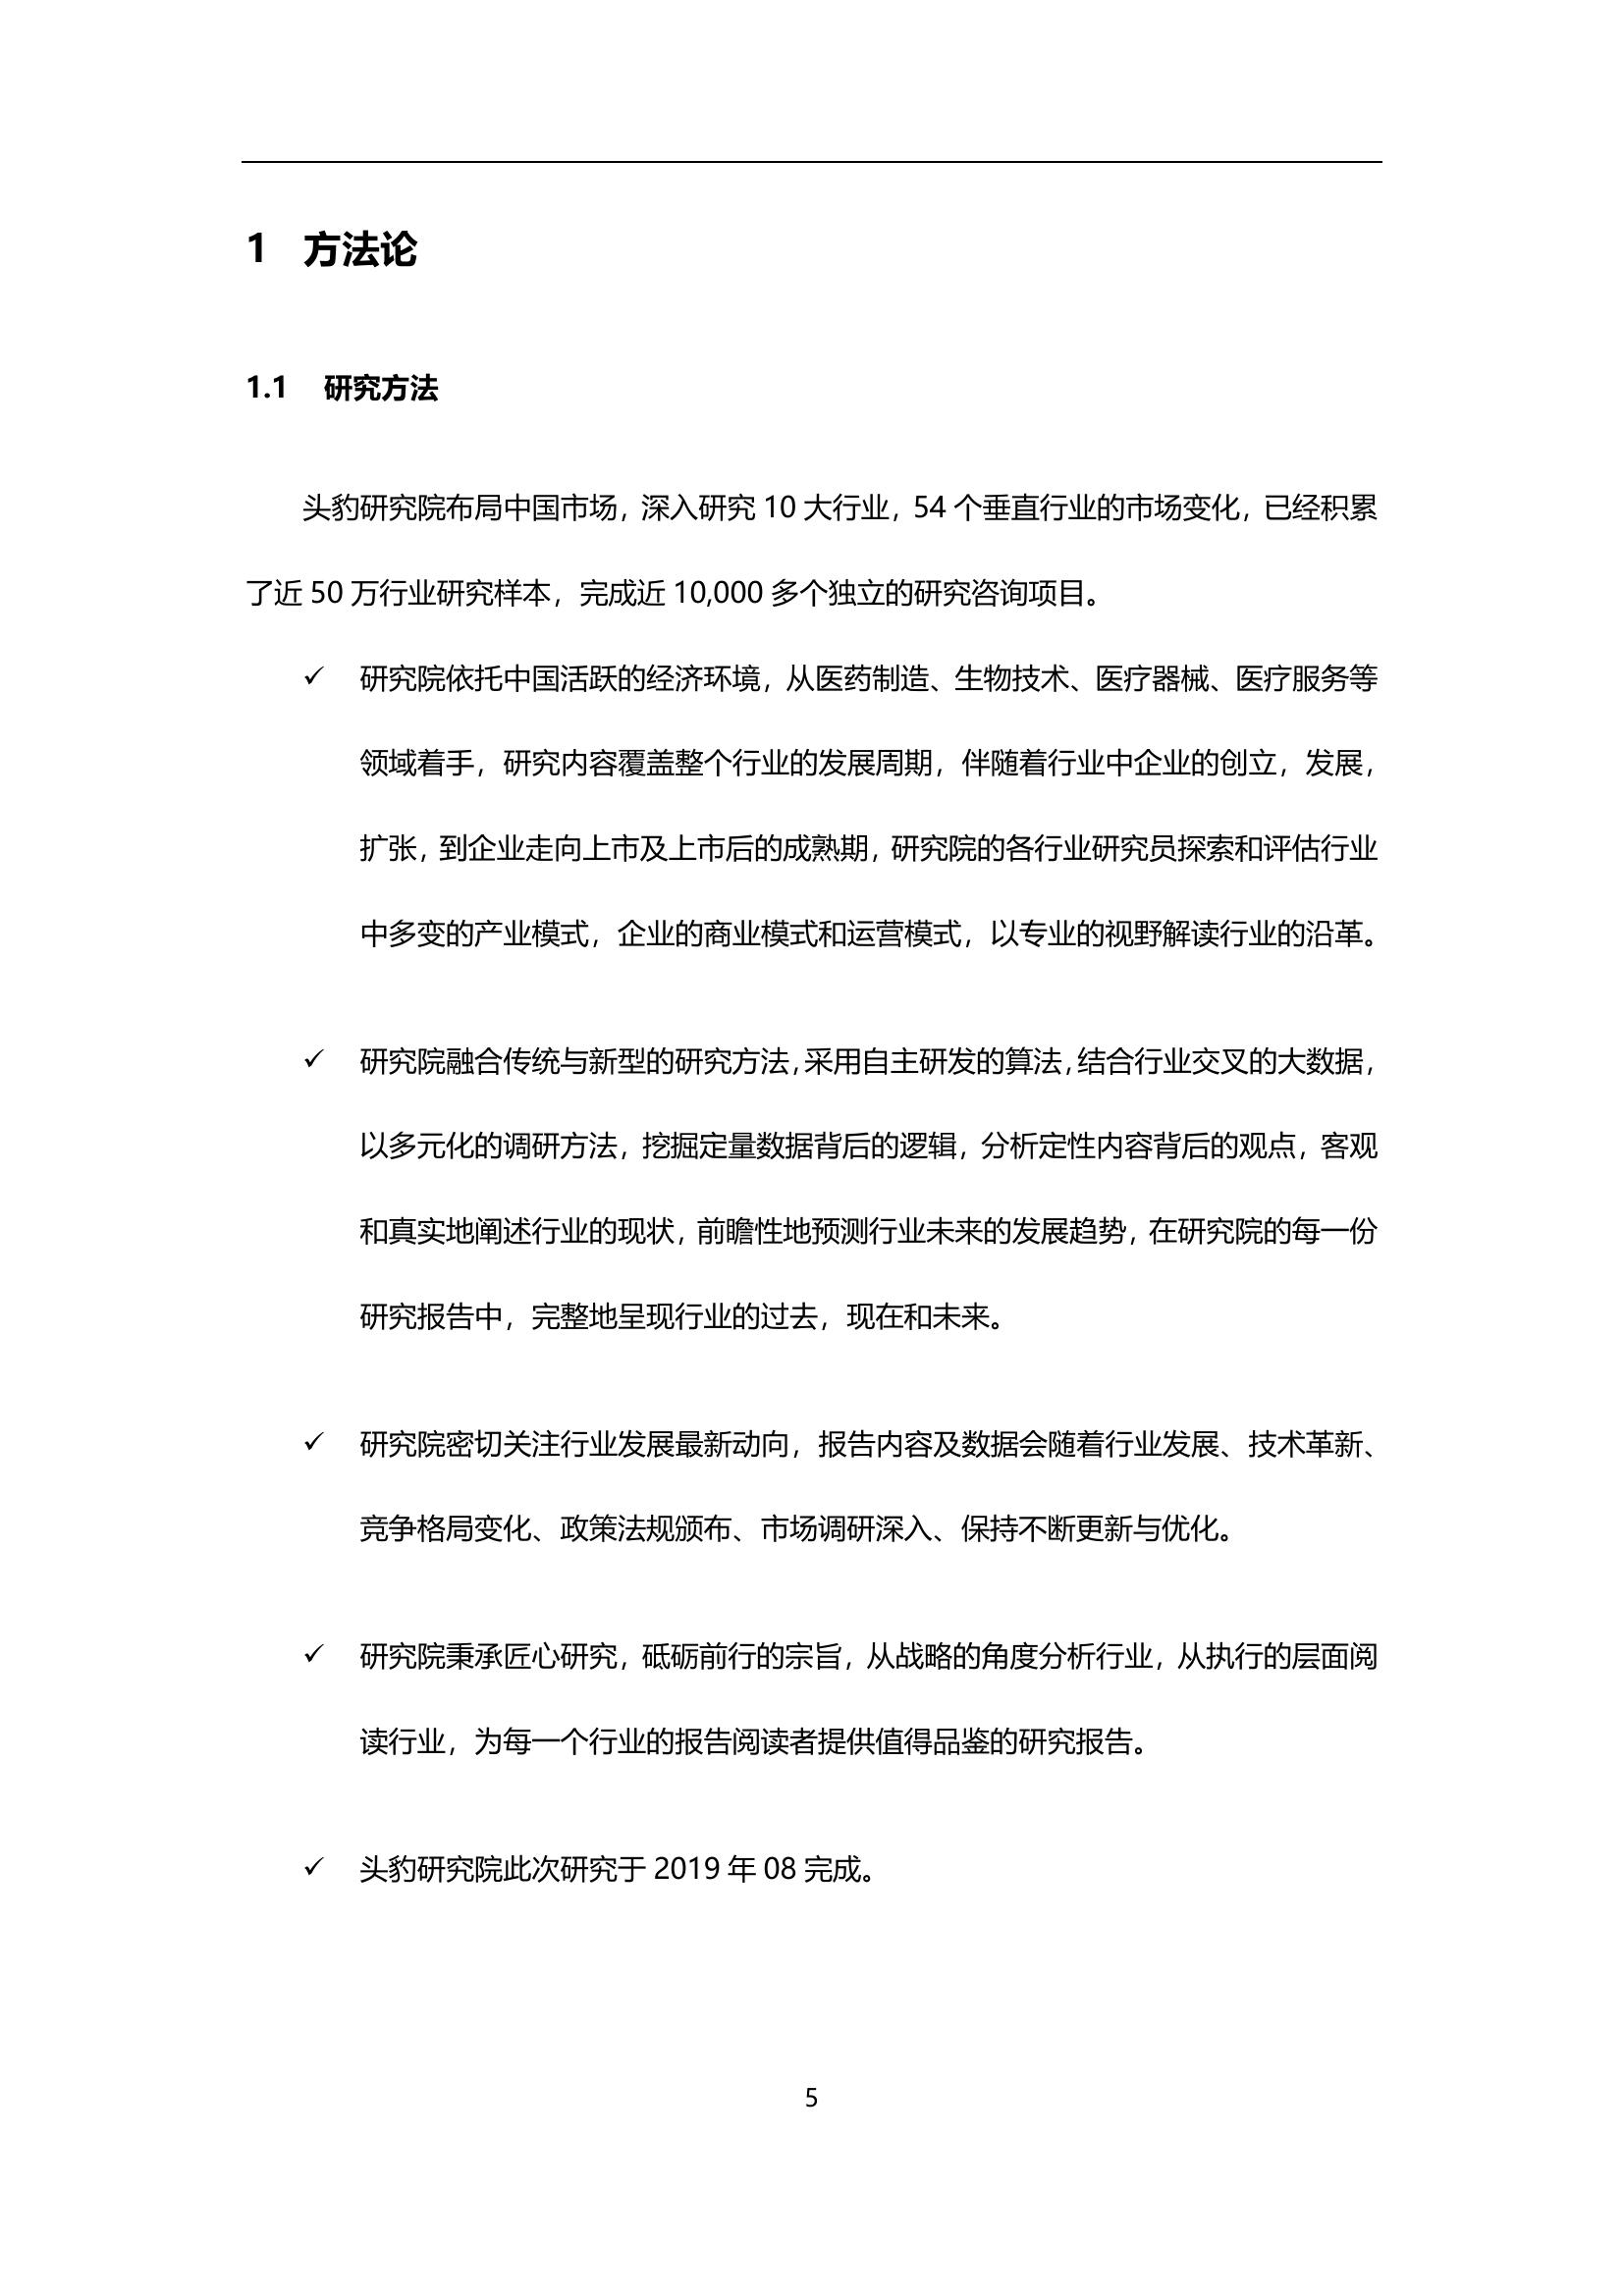 1 方法论
1.1 研究方法
头豹研究院布局中国市场，深入研究 10 大行业，54 个垂直行业的市场变化，已经积累
了近 50 万行业研究样本，完成近 10,000 多个独立的研究咨询项目。
✓ 研究院依托中国活跃的经济环境，从医药制造、生物技术、医疗器械、医疗服务等
领域着手，研究内容覆盖整个行业的发展周期，伴随着行业中企业的创立，发展，
扩张，到企业走向上市及上市后的成熟期，研究院的各行业研究员探索和评估行业
中多变的产业模式，企业的商业模式和运营模式，以专业的视野解读行业的沿革。
✓ 研究院融合传统与新型的研究方法，采用自主研发的算法，结合行业交叉的大数据，
以多元化的调研方法，挖掘定量数据背后的逻辑，分析定性内容背后的观点，客观
和真实地阐述行业的现状，前瞻性地预测行业未来的发展趋势，在研究院的每一份
研究报告中，完整地呈现行业的过去，现在和未来。
✓ 研究院密切关注行业发展最新动向，报告内容及数据会随着行业发展、技术革新、
竞争格局变化、政策法规颁布、市场调研深入、保持不断更新与优化。
✓ 研究院秉承匠心研究，砥砺前行的宗旨，从战略的角度分析行业，从执行的层面阅
读行业，为每一个行业的报告阅读者提供值得品鉴的研究报告。
✓ 头豹研究院此次研究于 2019 年 08 完成。
5